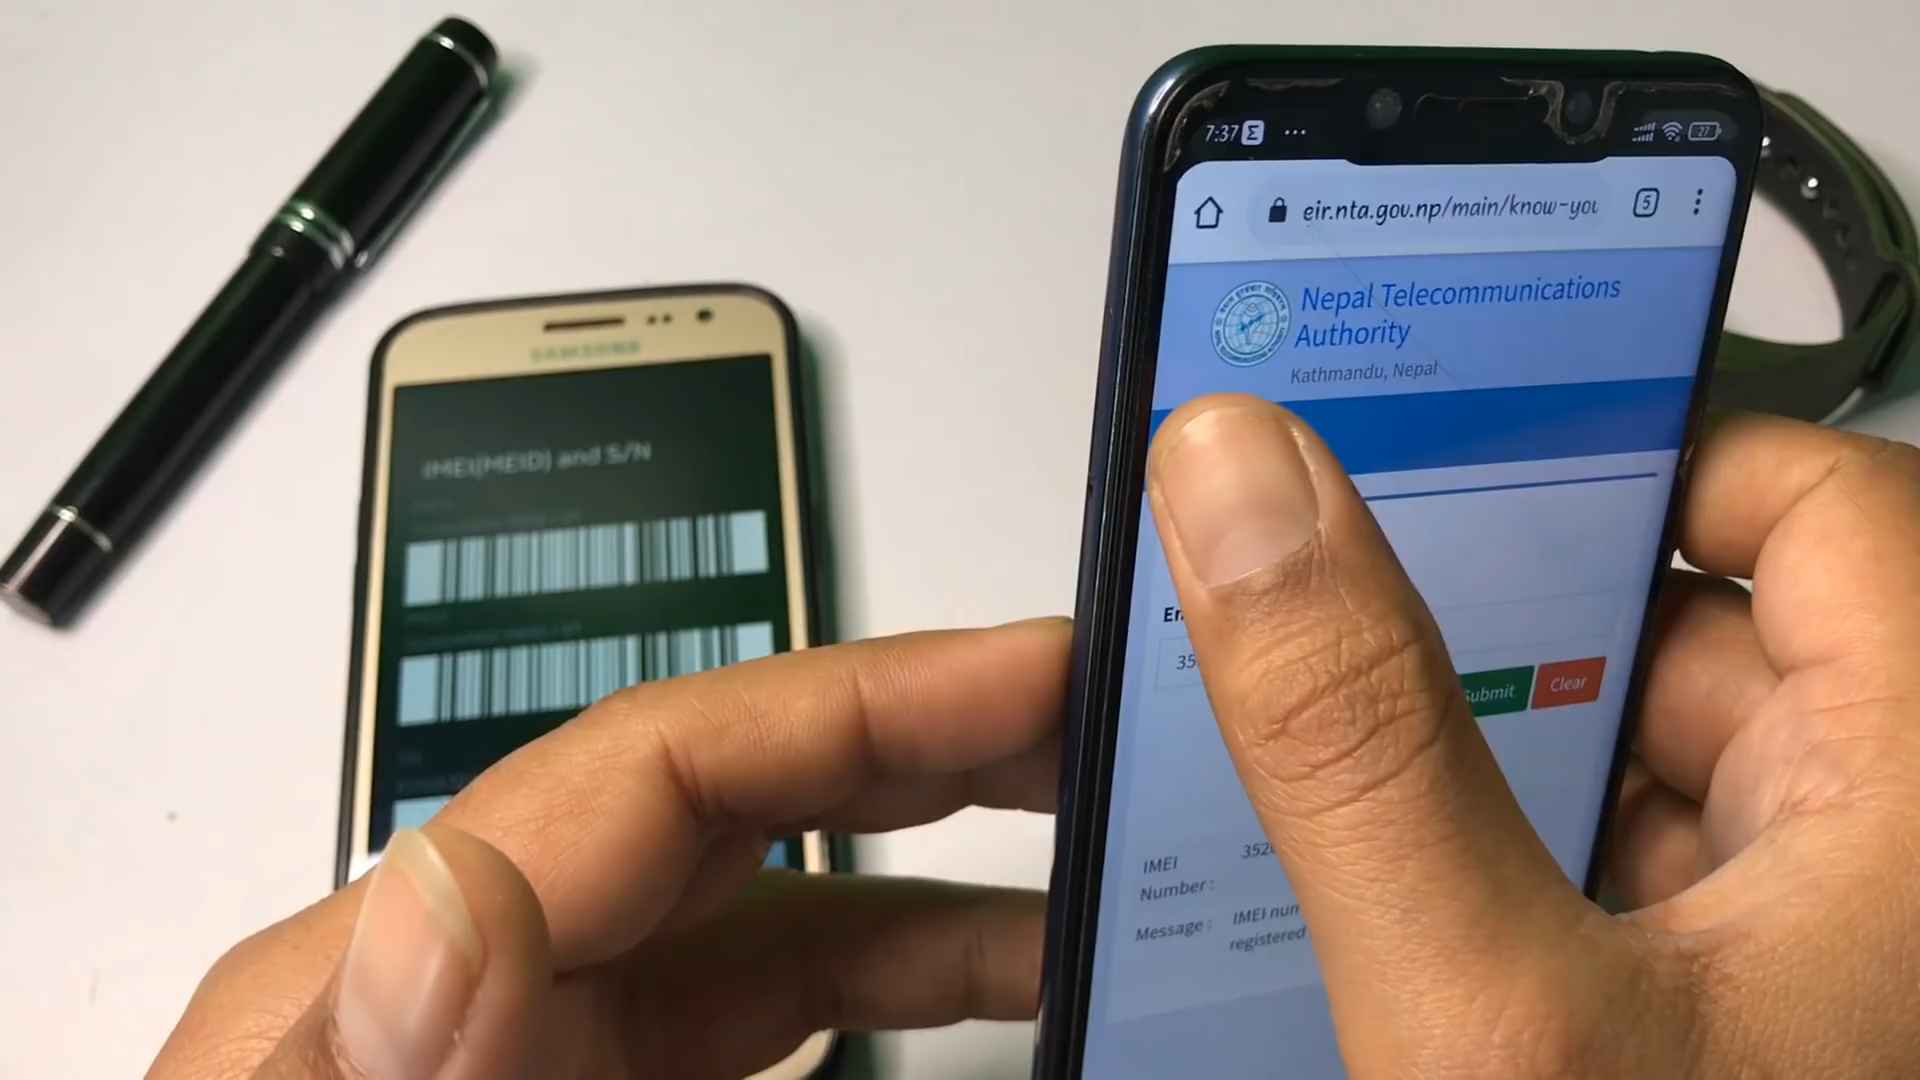 7:37 Σ ...
27
eir.nta.gov.np/main/know-you
5
Nepal Telecommunications
Authority
Kathmandu, Nepal
SAMSUNG
IMEI(MEID) and S/N
35
Submit
Clear
IMEI
Number :
352
Message :
IMEI num
registered